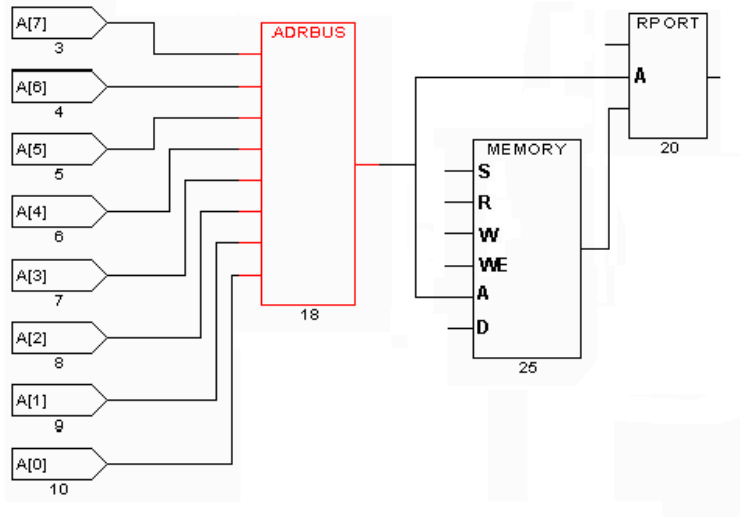 A[7]
3
A[6]
4
A[5]
5
A[4]
6
A[3]
7
A[2]
8
A[1]
9
A[0]
10
ADRBUS
18
MEMORY
S
R
W
WE
A
D
25
RPORT
A
20